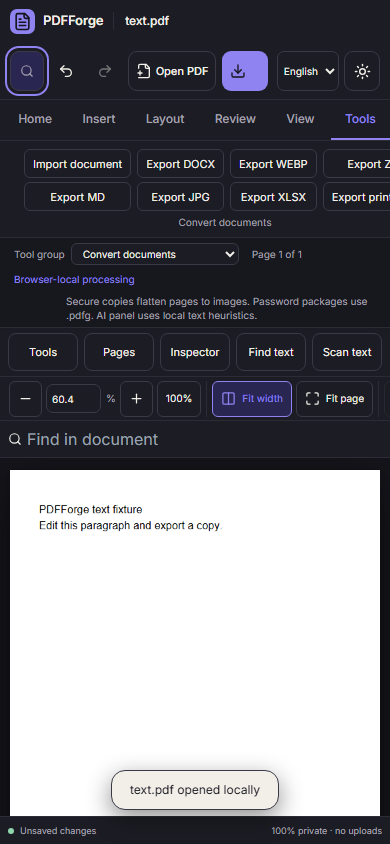 PDFForge text.pdf
Open PDF English
Home Insert Layout Review View Tools
Import document Export DOCX Export WEBP Export
Export MD Export JPG Export XLSX Export
Convert documents
Tool group Convert documents Page 1 of 1
Browser-local processing
Secure copies flatten pages to images. Password packages use
.pdfg. AI panel uses local text heuristics.
Tools Pages Inspector Find text Scan text
60.4 % 100% Fit width Fit page
Find in document
PDFForge text fixture
Edit this paragraph and export a copy.
text.pdf opened locally
Unsaved changes 100% private · no uploads